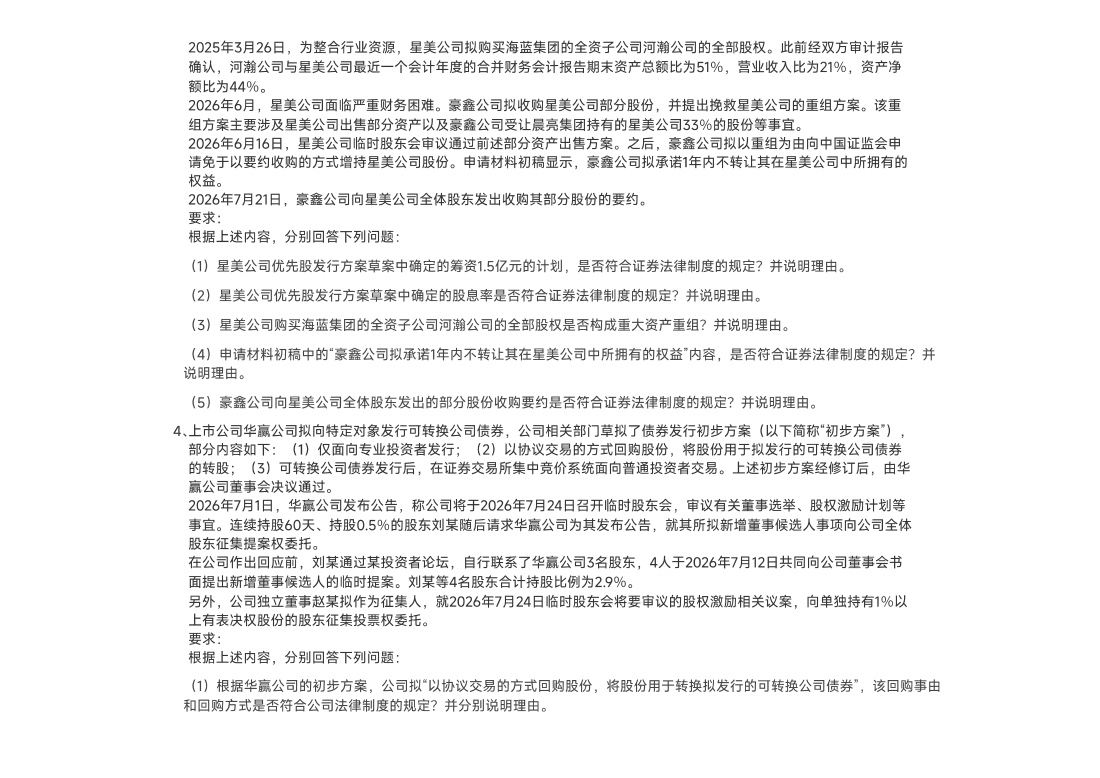 2025年3月26日，为整合行业资源，星美公司拟购买海蓝集团的全资子公司河瀚公司的全部股权。此前经双方审计报告
确认，河瀚公司与星美公司最近一个会计年度的合并财务会计报告期末资产总额比为51%，营业收入比为21%，资产净
额比为44%。
2026年6月，星美公司面临严重财务困难。豪鑫公司拟收购星美公司部分股份，并提出挽救星美公司的重组方案。该重
组方案主要涉及星美公司出售部分资产以及豪鑫公司受让晨亮集团持有的星美公司33%的股份等事宜。
2026年6月16日，星美公司临时股东会审议通过前述部分资产出售方案。之后，豪鑫公司拟以重组为由向中国证监会申
请免于以要约收购的方式增持星美公司股份。申请材料初稿显示，豪鑫公司拟承诺1年内不转让其在星美公司中所拥有的
权益。
2026年7月21日，豪鑫公司向星美公司全体股东发出收购其部分股份的要约。
要求：
根据上述内容，分别回答下列问题：
（1）星美公司优先股发行方案草案中确定的筹资1.5亿元的计划，是否符合证券法律制度的规定？并说明理由。
（2）星美公司优先股发行方案草案中确定的股息率是否符合证券法律制度的规定？并说明理由。
（3）星美公司购买海蓝集团的全资子公司河瀚公司的全部股权是否构成重大资产重组？并说明理由。
（4）申请材料初稿中的“豪鑫公司拟承诺1年内不转让其在星美公司中所拥有的权益”内容，是否符合证券法律制度的规定？并
说明理由。
（5）豪鑫公司向星美公司全体股东发出的部分股份收购要约是否符合证券法律制度的规定？并说明理由。
4、上市公司华赢公司拟向特定对象发行可转换公司债券，公司相关部门草拟了债券发行初步方案（以下简称“初步方案”），
部分内容如下：（1）仅面向专业投资者发行；（2）以协议交易的方式回购股份，将股份用于拟发行的可转换公司债券
的转股；（3）可转换公司债券发行后，在证券交易所集中竞价系统面向普通投资者交易。上述初步方案经修订后，由华
赢公司董事会决议通过。
2026年7月1日，华赢公司发布公告，称公司将于2026年7月24日召开临时股东会，审议有关董事选举、股权激励计划等
事宜。连续持股60天、持股0.5%的股东刘某随后请求华赢公司为其发布公告，就其所拟新增董事候选人事项向公司全体
股东征集提案权委托。
在公司作出回应前，刘某通过某投资者论坛，自行联系了华赢公司3名股东，4人于2026年7月12日共同向公司董事会书
面提出新增董事候选人的临时提案。刘某等4名股东合计持股比例为2.9%。
另外，公司独立董事赵某拟作为征集人，就2026年7月24日临时股东会将要审议的股权激励相关议案，向单独持有1%以
上有表决权股份的股东征集投票权委托。
要求：
根据上述内容，分别回答下列问题：
（1）根据华赢公司的初步方案，公司拟“以协议交易的方式回购股份，将股份用于转换拟发行的可转换公司债券”，该回购事由
和回购方式是否符合公司法律制度的规定？并分别说明理由。